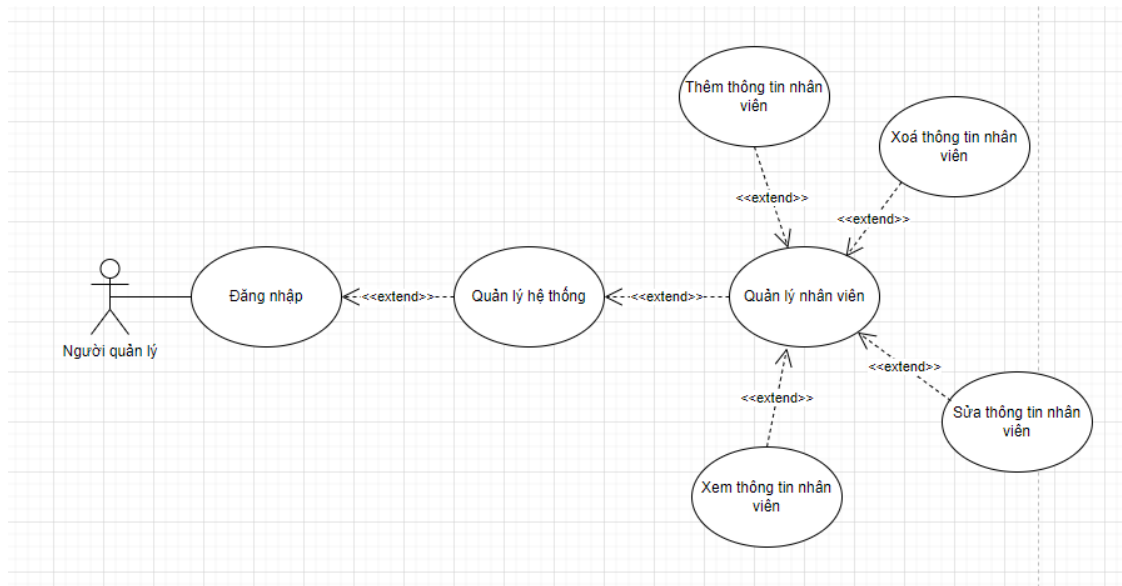 Thêm thông tin nhân
viên
Xoá thông tin nhân
viên
<<extend>>
<<extend>>
Đăng nhập
<<extend>>
Quản lý hệ thống
<<extend>>
Quản lý nhân viên
Người quản lý
<<extend>>
<<extend>>
Sửa thông tin nhân
viên
Xem thông tin nhân
viên